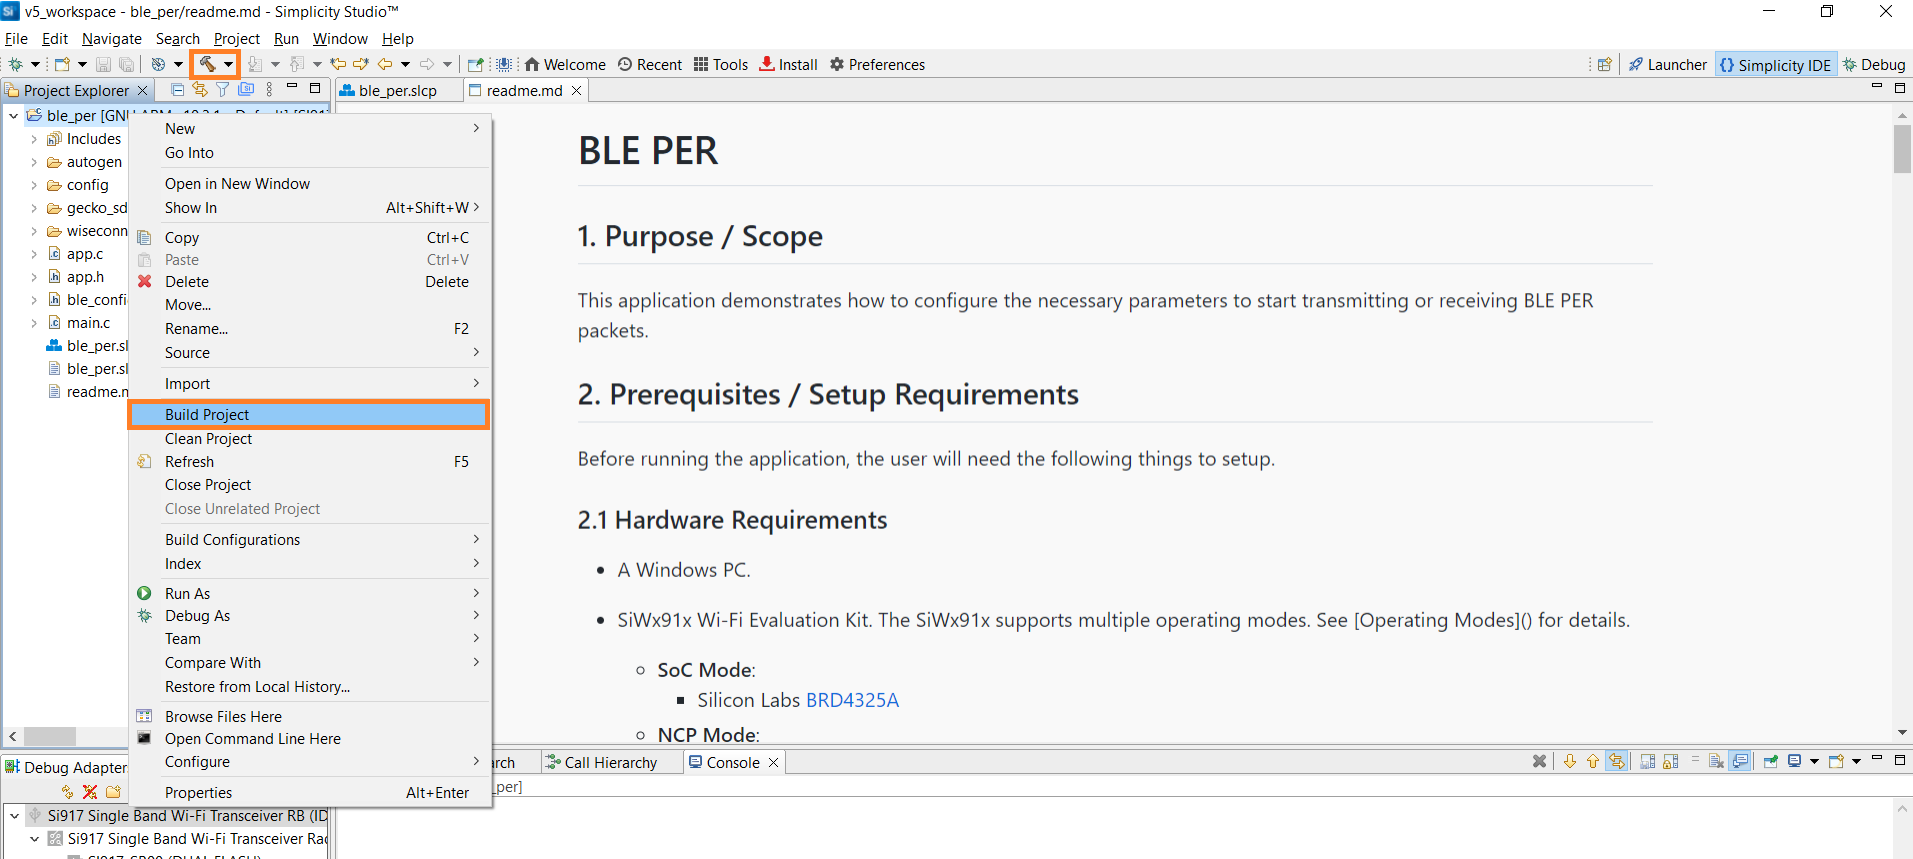 v5_workspace - ble_per/readme.md - Simplicity Studio™
File Edit Navigate Search Project Run Window Help
Welcome Recent Tools Install Preferences Launcher {} Simplicity IDE Debug
Project Explorer
ble_per.slcp readme.md
ble_per
Includes
autogen
config
gecko_sd
wiseconn
app.c
app.h
ble_confi
main.c
ble_per.sl
ble_per.sl
readme.m
New
Go Into
Open in New Window
Show In Alt+Shift+W
Copy Ctrl+C
Paste Ctrl+V
Delete Delete
Move...
Rename... F2
Source
Import
Build Project
Clean Project
Refresh F5
Close Project
Close Unrelated Project
Build Configurations
Index
Run As
Debug As
Team
Compare With
Restore from Local History...
Browse Files Here
Open Command Line Here
Configure
Properties Alt+Enter
BLE PER
1. Purpose / Scope
This application demonstrates how to configure the necessary parameters to start transmitting or receiving BLE PER
packets.
2. Prerequisites / Setup Requirements
Before running the application, the user will need the following things to setup.
2.1 Hardware Requirements
• A Windows PC.
• SiWx91x Wi-Fi Evaluation Kit. The SiWx91x supports multiple operating modes. See [Operating Modes]() for details.
SoC Mode:
Silicon Labs BRD4325A
NCP Mode:
Debug Adapter
rch Call Hierarchy Console
_per]
Si917 Single Band Wi-Fi Transceiver RB (ID
Si917 Single Band Wi-Fi Transceiver Rad